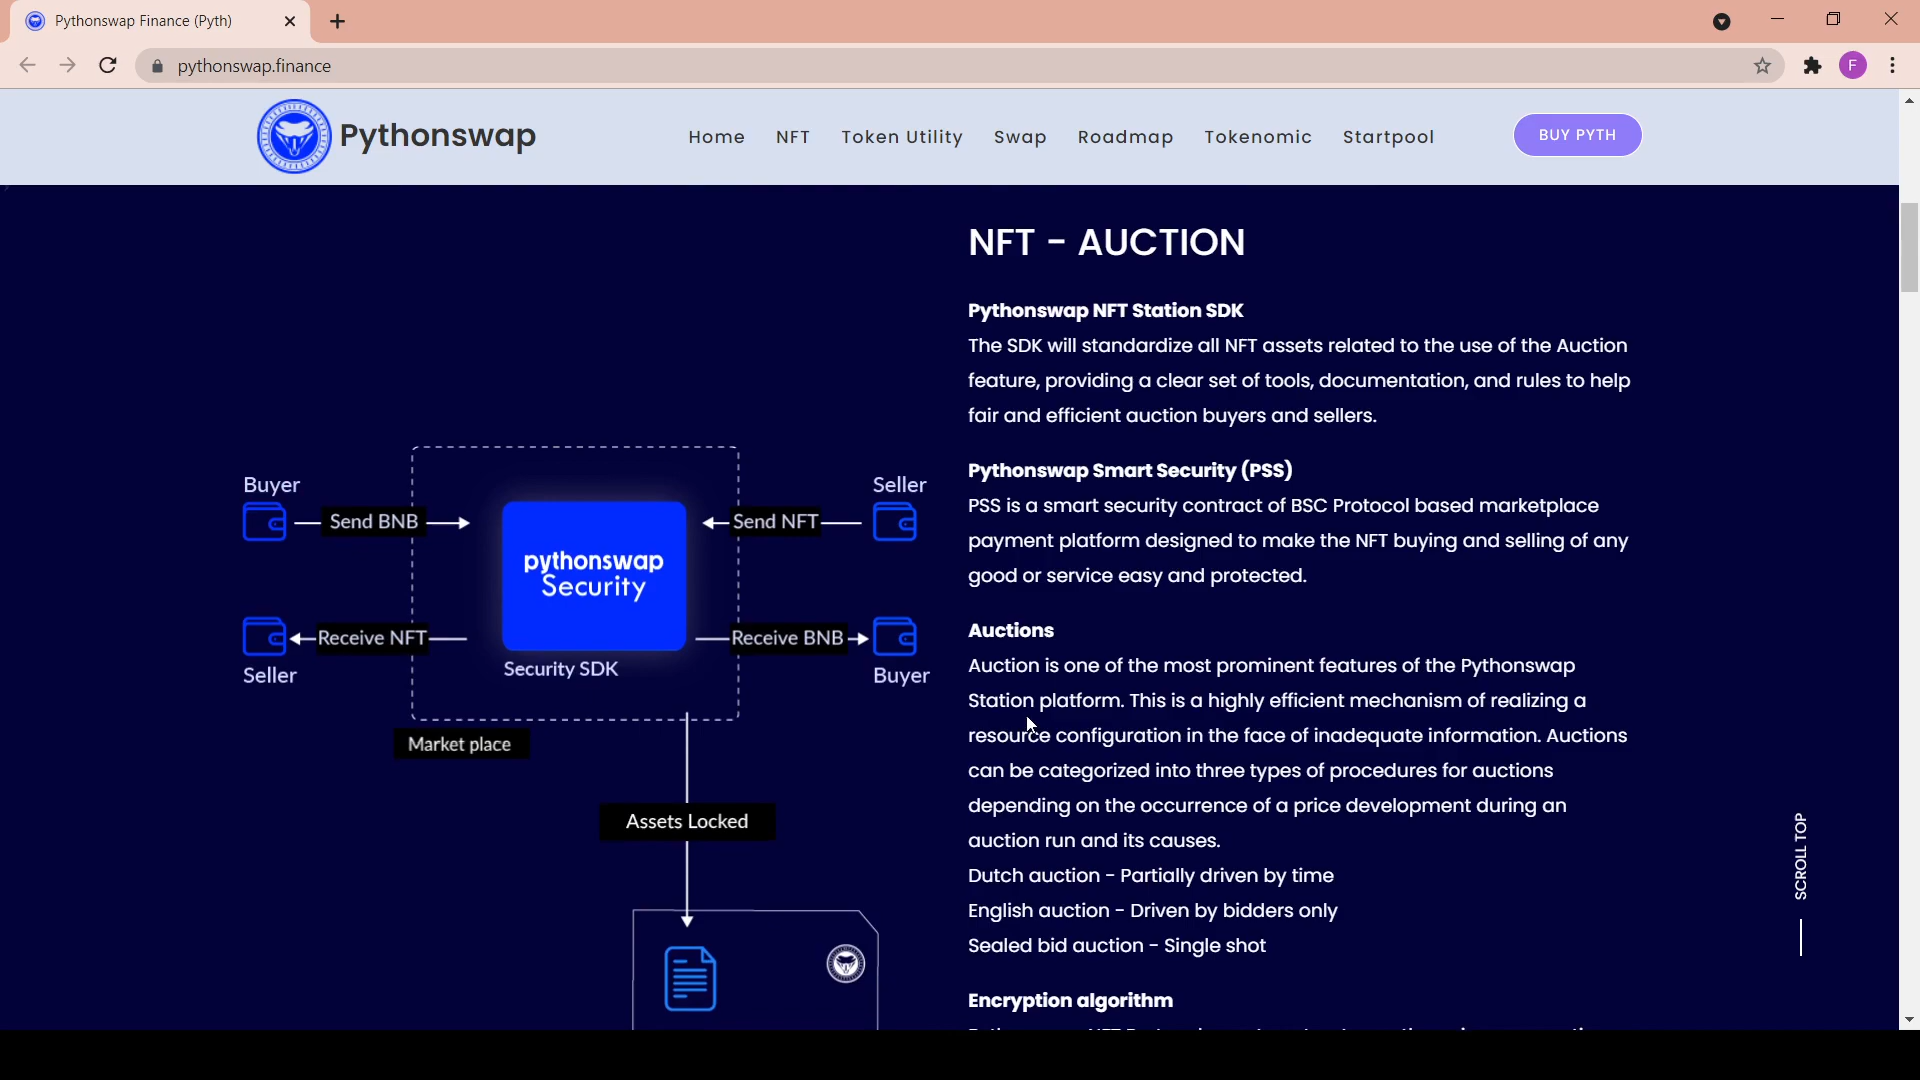 Pythonswap Finance (Pyth)
pythonswap.finance
F
Pythonswap
Home NFT Token Utility Swap Roadmap Tokenomic Startpool
BUY PYTH
Buyer
Send BNB
Send NFT
Seller
pythonswap
Security
Receive NFT
Receive BNB
Seller
Security SDK
Buyer
Market place
Assets Locked
NFT - AUCTION
Pythonswap NFT Station SDK
The SDK will standardize all NFT assets related to the use of the Auction
feature, providing a clear set of tools, documentation, and rules to help
fair and efficient auction buyers and sellers.
Pythonswap Smart Security (PSS)
PSS is a smart security contract of BSC Protocol based marketplace
payment platform designed to make the NFT buying and selling of any
good or service easy and protected.
Auctions
Auction is one of the most prominent features of the Pythonswap
Station platform. This is a highly efficient mechanism of realizing a
resource configuration in the face of inadequate information. Auctions
can be categorized into three types of procedures for auctions
depending on the occurrence of a price development during an
auction run and its causes.
Dutch auction - Partially driven by time
English auction - Driven by bidders only
Sealed bid auction - Single shot
Encryption algorithm
SCROLL TOP